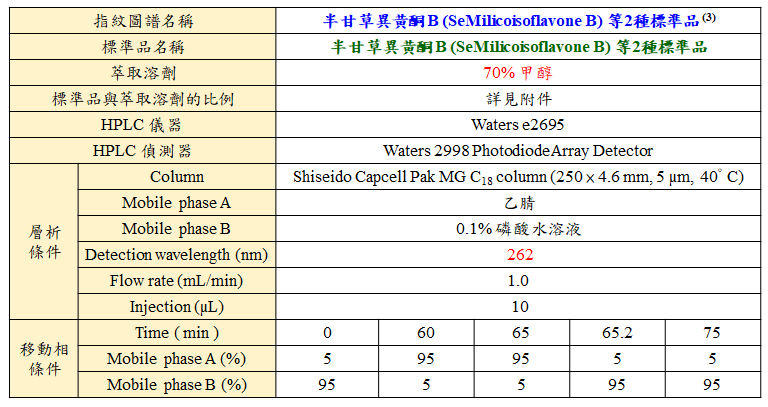 指紋圖譜名稱 半甘草異黃酮B (SeMilicoisoflavone B) 等2種標準品(3)
標準品名稱 半甘草異黃酮B (SeMilicoisoflavone B) 等2種標準品
萃取溶劑 70% 甲醇
標準品與萃取溶劑的比例 詳見附件
HPLC 儀器 Waters e2695
HPLC 偵測器 Waters 2998 PhotodiodeArray Detector
層析條件
Column Shiseido Capcell Pak MG C18 column (250 x 4.6 mm, 5 μm, 40° C)
Mobile phase A 乙腈
Mobile phase B 0.1% 磷酸水溶液
Detection wavelength (nm) 262
Flow rate (mL/min) 1.0
Injection (μL) 10
移動相條件
Time ( min ) 0 60 65 65.2 75
Mobile phase A (%) 5 95 95 5 5
Mobile phase B (%) 95 5 5 95 95